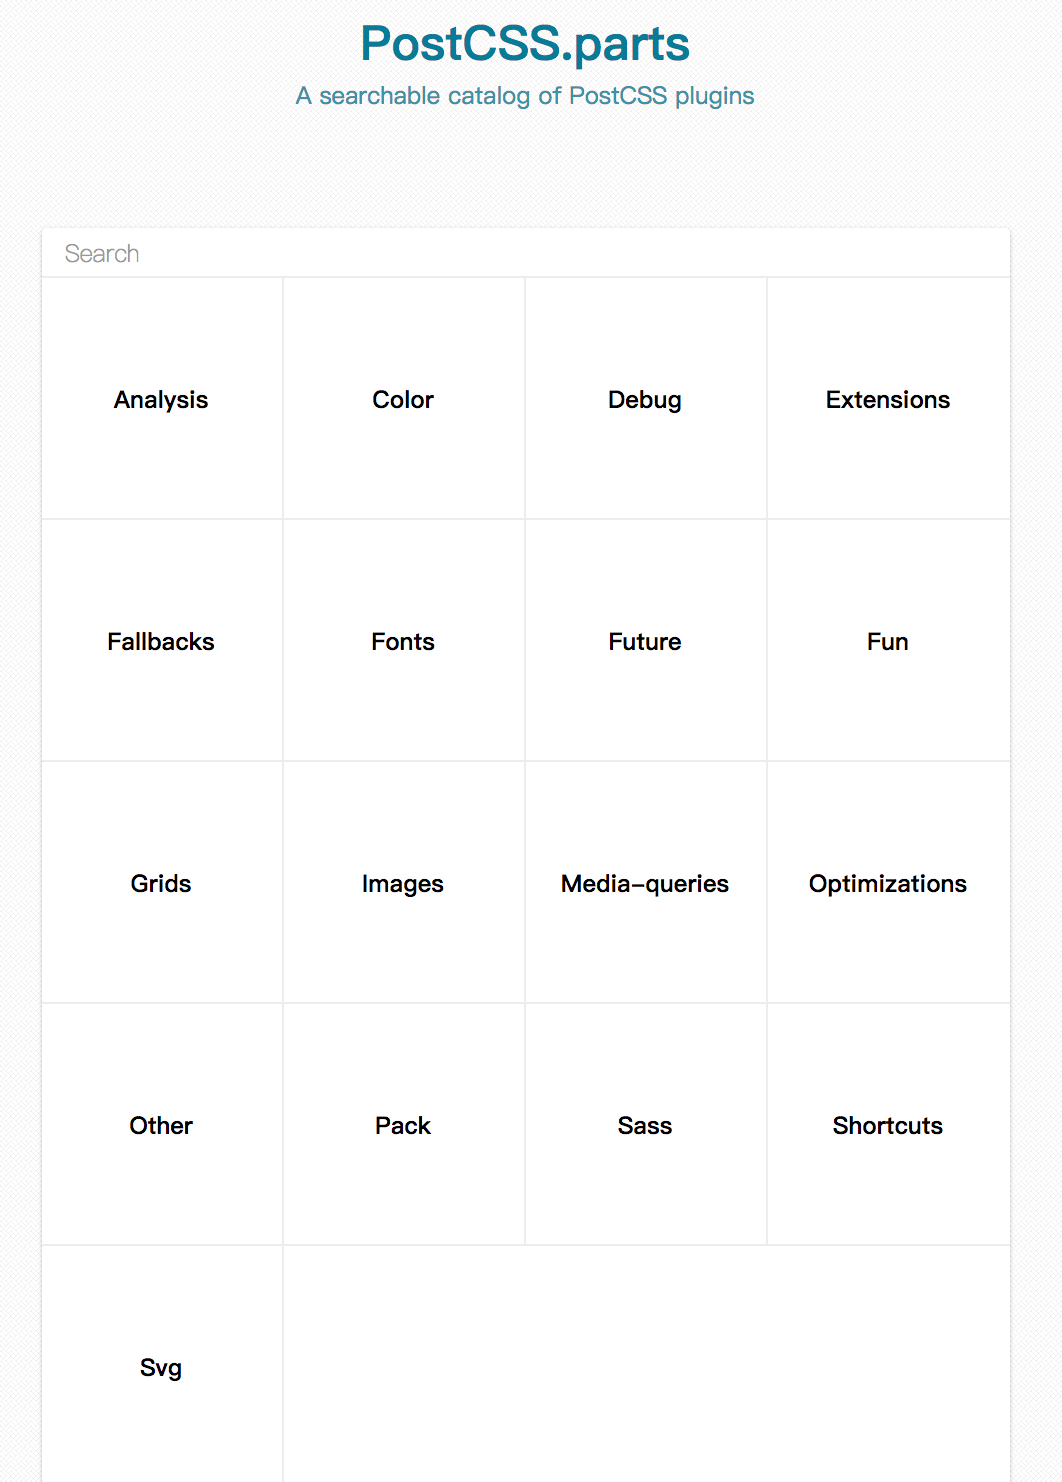 PostCSS.parts
A searchable catalog of PostCSS plugins
Search
Analysis
Color
Debug
Extensions
Fallbacks
Fonts
Future
Fun
Grids
Images
Media-queries
Optimizations
Other
Pack
Sass
Shortcuts
Svg